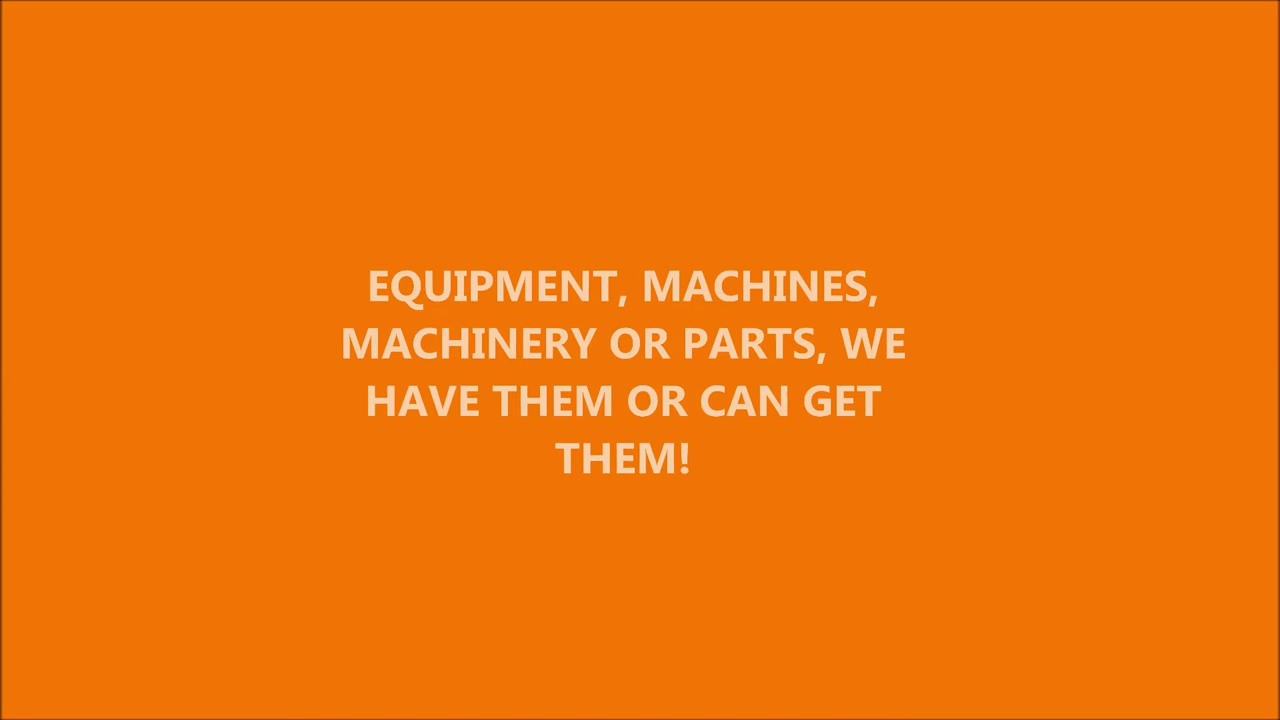 EQUIPMENT, MACHINES,
MACHINERY OR PARTS, WE
HAVE THEM OR CAN GET
THEM!